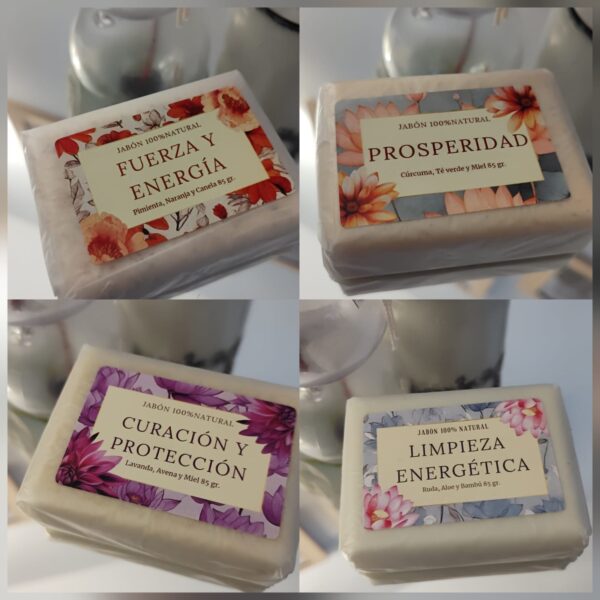 JABÓN 100%NATURAL
FUERZA Y
ENERGÍA
Pimienta, Naranja y Canela 85 gr.
JABÓN 100%NATURAL
PROSPERIDAD
Cúrcuma, Té verde y Miel 85 gr.
JABÓN 100%NATURAL
CURACIÓN Y
PROTECCIÓN
Lavanda, Avena y Miel 85 gr.
JABÓN 100% NATURAL
LIMPIEZA
ENERGÉTICA
Ruda, Aloe y Bambú 85 gr.